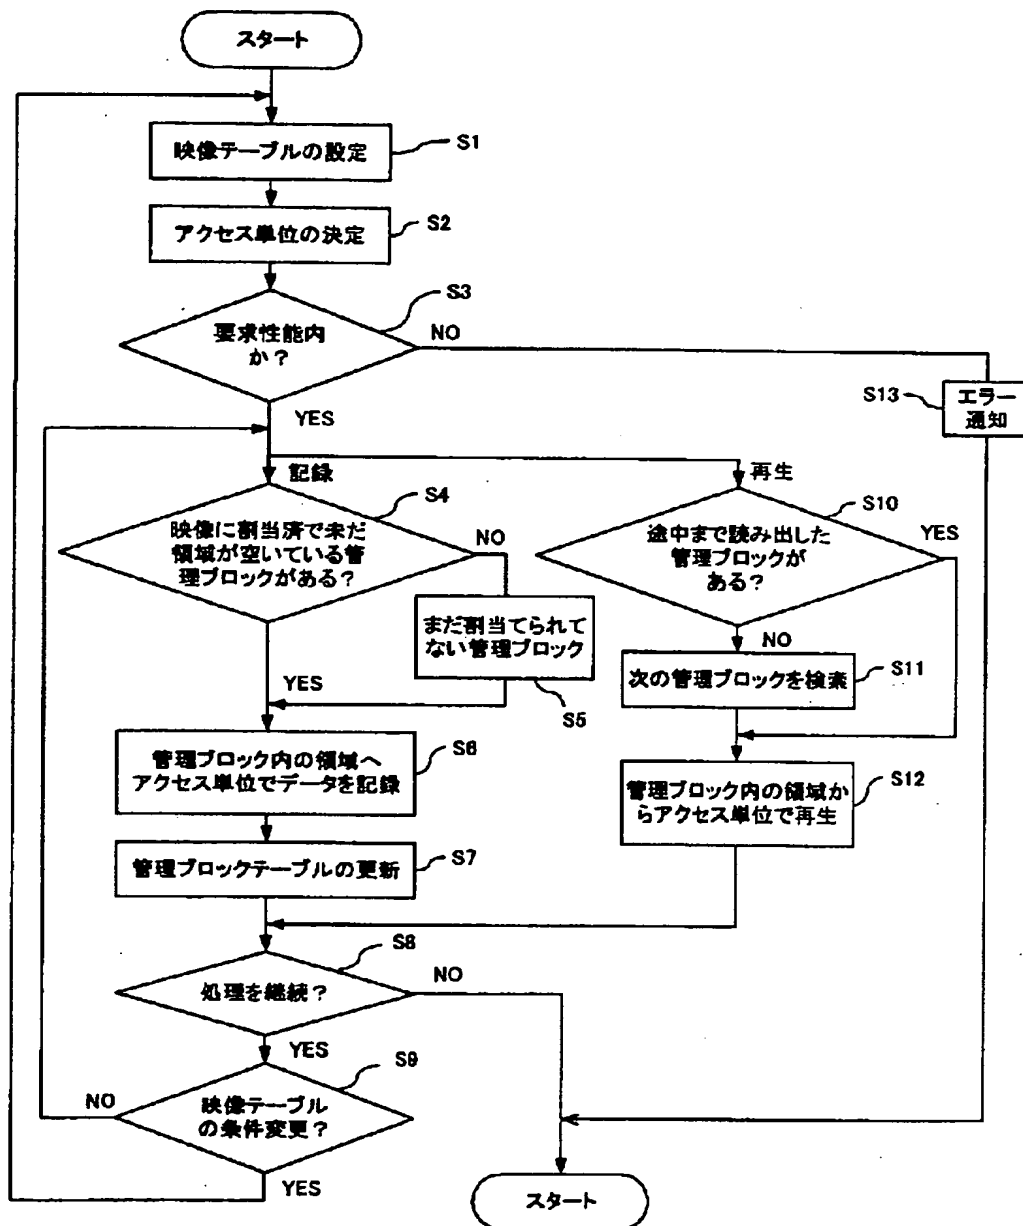 スタート
映像テーブルの設定
S1
アクセス単位の決定
S2
要求性能内
か？
S3
NO
YES
S13
エラー
通知
記録
再生
映像に割当済で未だ
領域が空いている管
理ブロックがある？
S4
NO
YES
まだ割当てられて
ない管理ブロック
S5
途中まで読み出した
管理ブロックが
ある？
S10
YES
NO
次の管理ブロックを検索
S11
管理ブロック内の領域へ
アクセス単位でデータを記録
S6
管理ブロック内の領域か
らアクセス単位で再生
S12
管理ブロックテーブルの更新
S7
処理を継続？
S8
NO
YES
映像テーブル
の条件変更？
S9
NO
YES
スタート